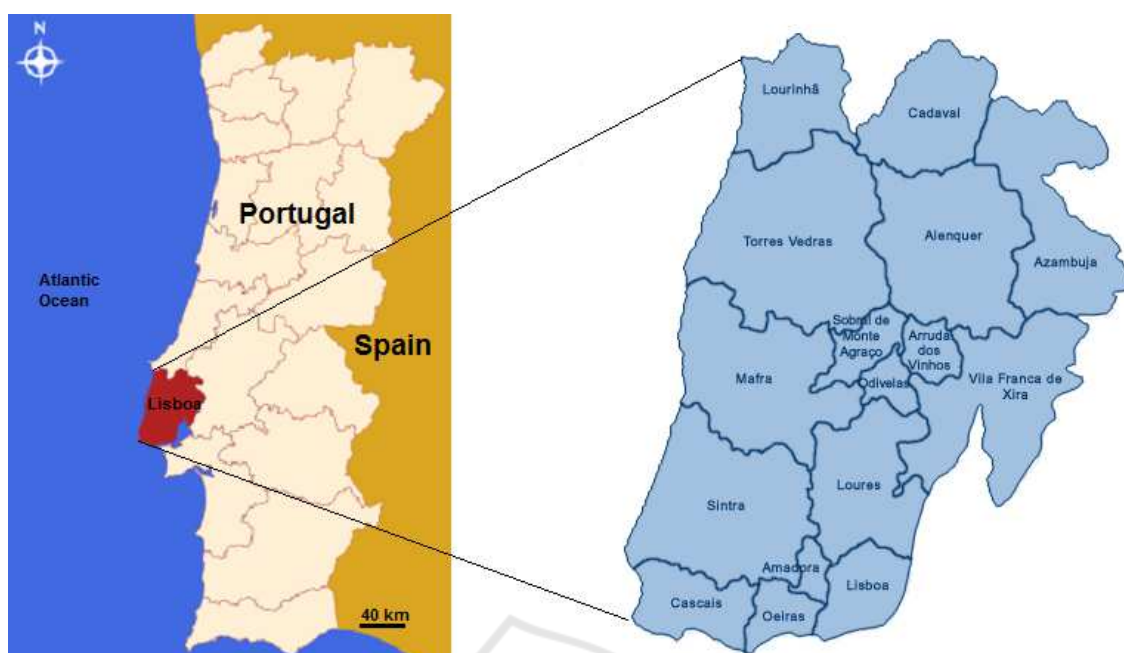 N
Portugal
Atlantic
Ocean
Spain
Lisboa
40 km
Lourinhã
Cadaval
Torres Vedras
Alenquer
Azambuja
Sobral de
Monte
Agraço
Arruda
dos
Vinhos
Mafra
Odivelas
Vila Franca de
Xira
Sintra
Loures
Amadora
Lisboa
Cascais
Oeiras